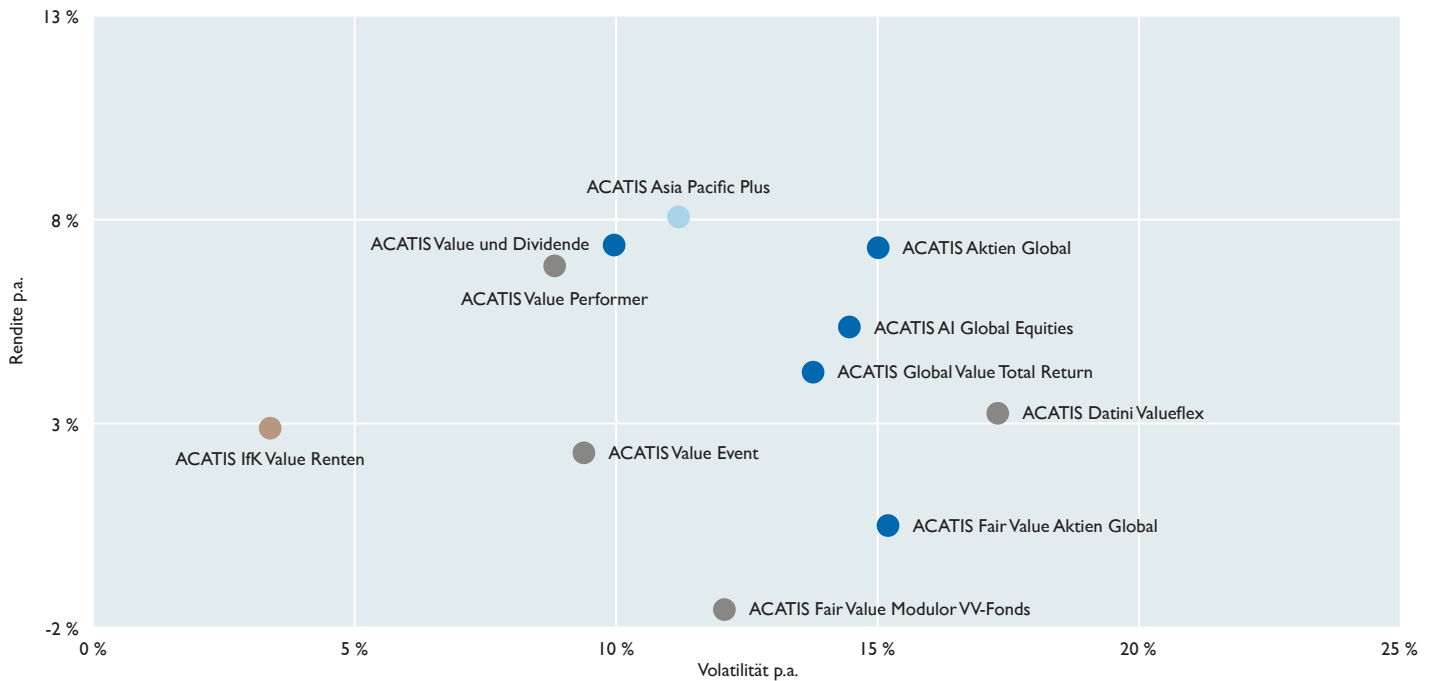 13 %
ACATIS Asia Pacific Plus
8 %
ACATIS Value und Dividende
ACATIS Aktien Global
ACATIS Value Performer
Rendite p.a.
ACATIS AI Global Equities
ACATIS Global Value Total Return
ACATIS Datini Valueflex
3 %
ACATIS IfK Value Renten
ACATIS Value Event
ACATIS Fair Value Aktien Global
ACATIS Fair Value Modulor VV-Fonds
-2 %
0 % 5 % 10 % 15 % 20 % 25 %
Volatilität p.a.